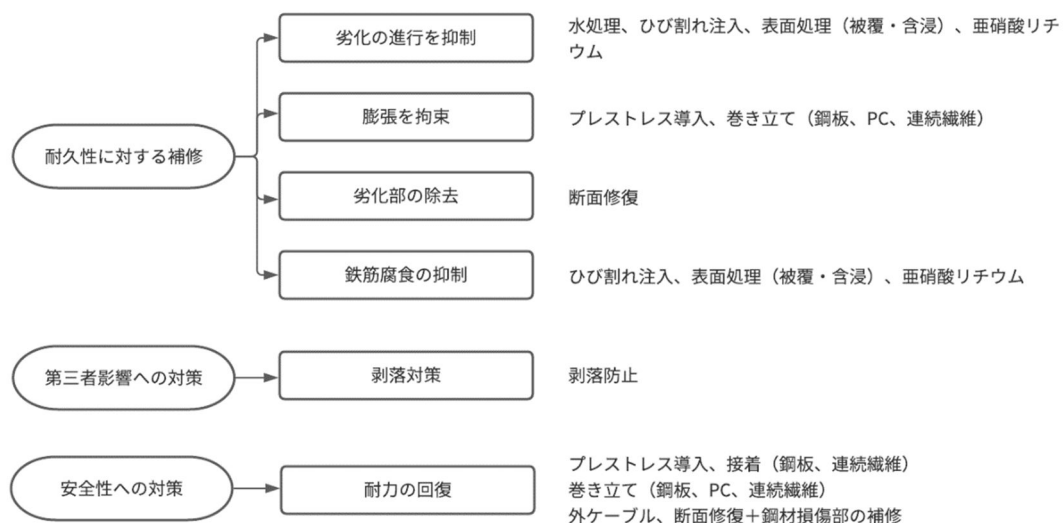 劣化の進行を抑制
水処理、ひび割れ注入、表面処理（被覆・含浸）、亜硝酸リチ
ウム
膨張を拘束
プレストレス導入、巻き立て（鋼板、PC、連続繊維）
耐久性に対する補修
劣化部の除去
断面修復
鉄筋腐食の抑制
ひび割れ注入、表面処理（被覆・含浸）、亜硝酸リチウム
第三者影響への対策
剥落対策
剥落防止
安全性への対策
耐力の回復
プレストレス導入、接着（鋼板、連続繊維）
巻き立て（鋼板、PC、連続繊維）
外ケーブル、断面修復＋鋼材損傷部の補修